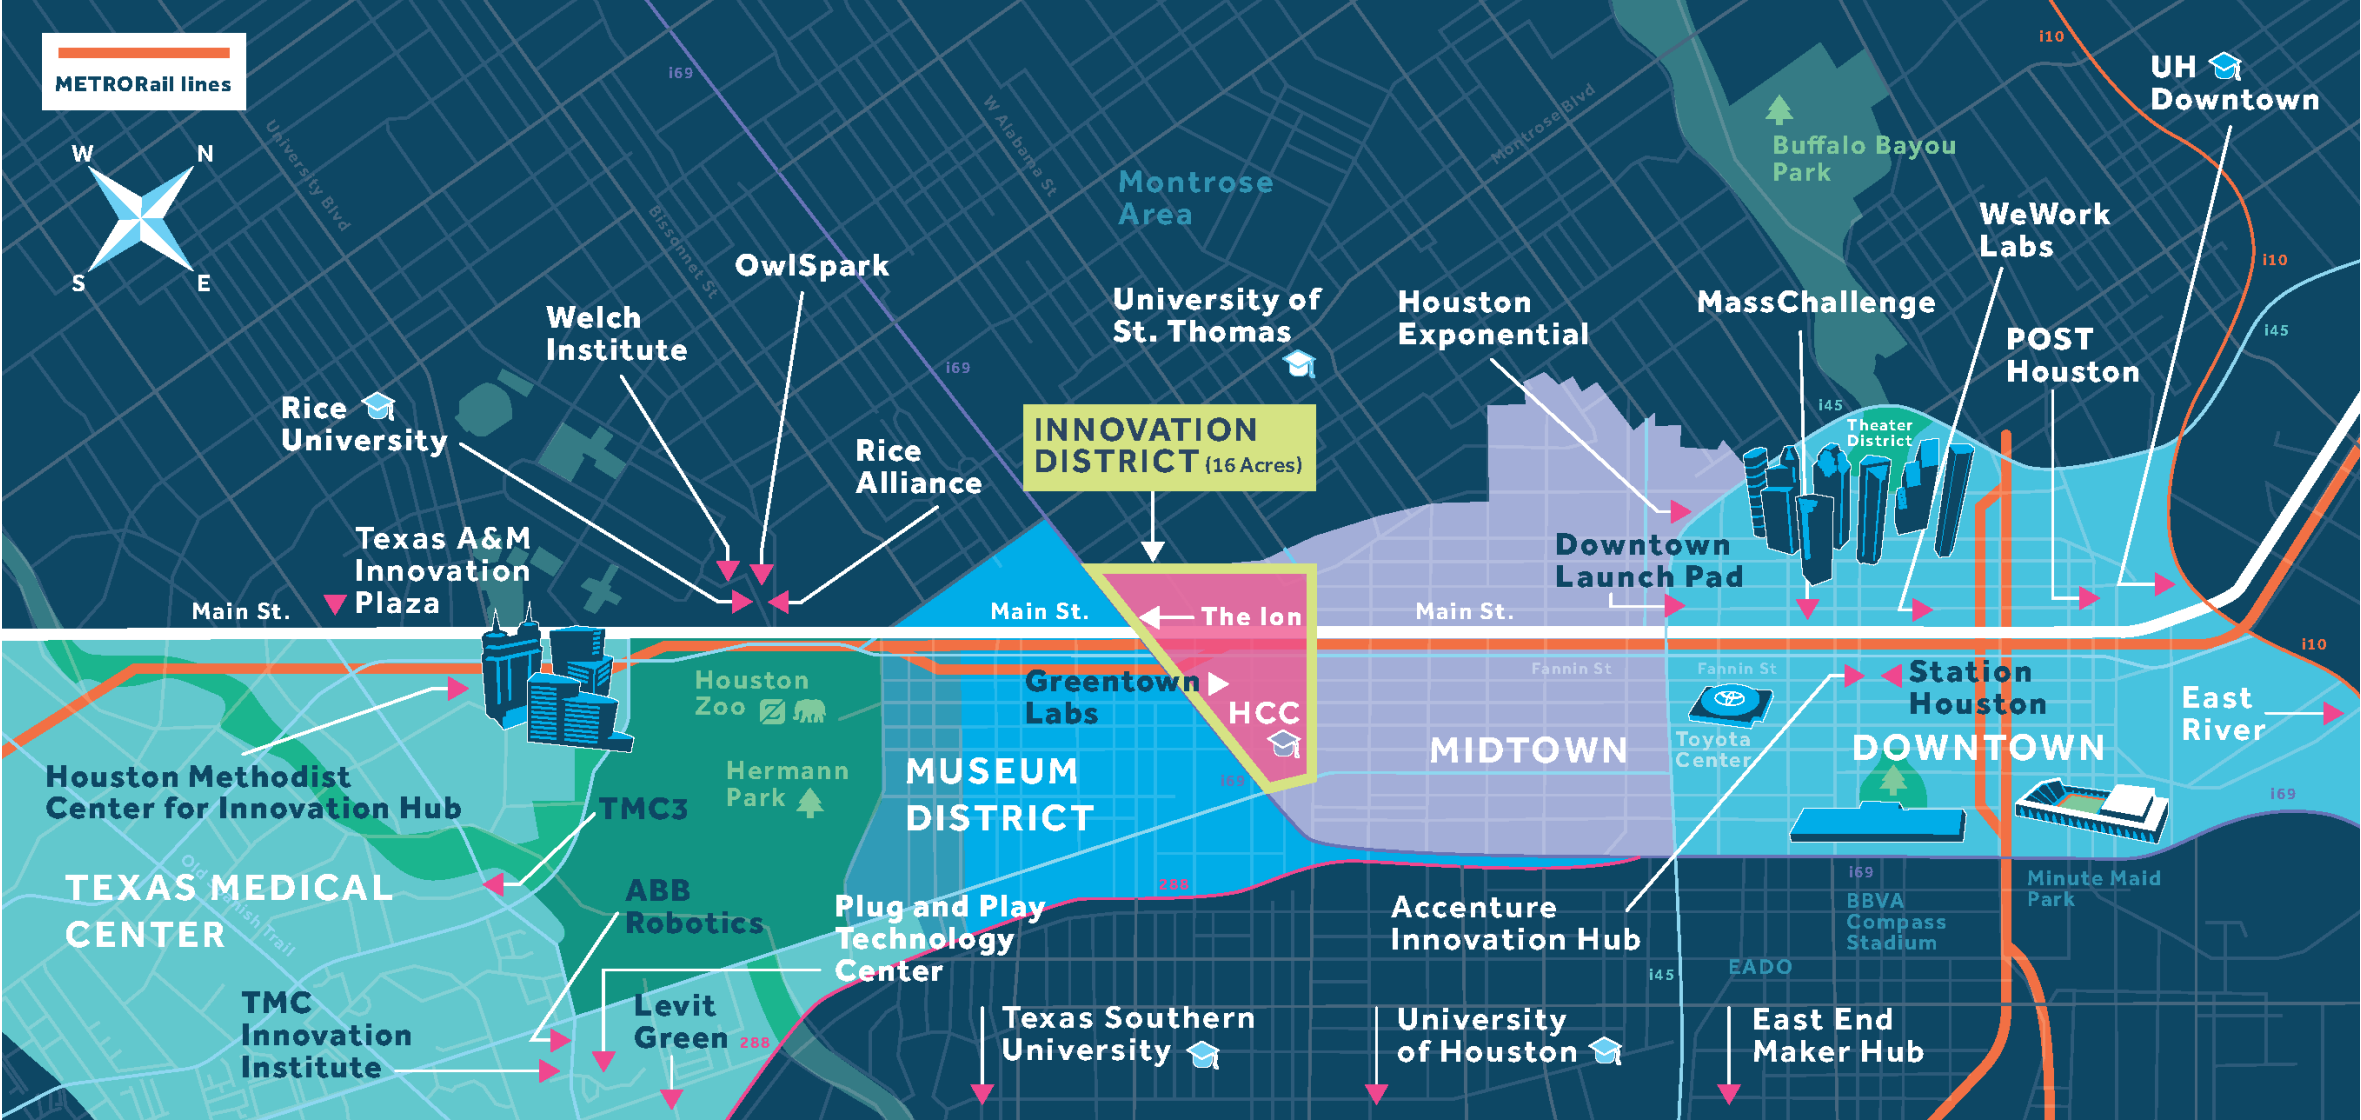 METRORail lines
W
N
S
E
University Blvd
i69
W Alabama St
Bissonnet St
Montrose Blvd
Montrose
Area
Buffalo Bayou
Park
i10
UH
Downtown
WeWork
Labs
i10
i45
OwlSpark
Welch
Institute
University of
St. Thomas
Houston
Exponential
MassChallenge
POST
Houston
i69
Rice
University
Rice
Alliance
INNOVATION
DISTRICT (16 Acres)
i45
Theater
District
Texas A&M
Innovation
Plaza
Downtown
Launch Pad
Main St.
Main St.
The Ion
Main St.
i10
Houston
Zoo
Greentown
Labs
HCC
Fannin St
Fannin St
Station
Houston
East
River
Houston Methodist
Center for Innovation Hub
TMC3
Hermann
Park
MUSEUM
DISTRICT
i69
MIDTOWN
Toyota
Center
DOWNTOWN
i69
TEXAS MEDICAL
CENTER
Old Spanish Trail
ABB
Robotics
Plug and Play
Technology
Center
288
Accenture
Innovation Hub
i69
BBVA
Compass
Stadium
Minute Maid
Park
i45
EADO
TMC
Innovation
Institute
Levit
Green
288
Texas Southern
University
University
of Houston
East End
Maker Hub